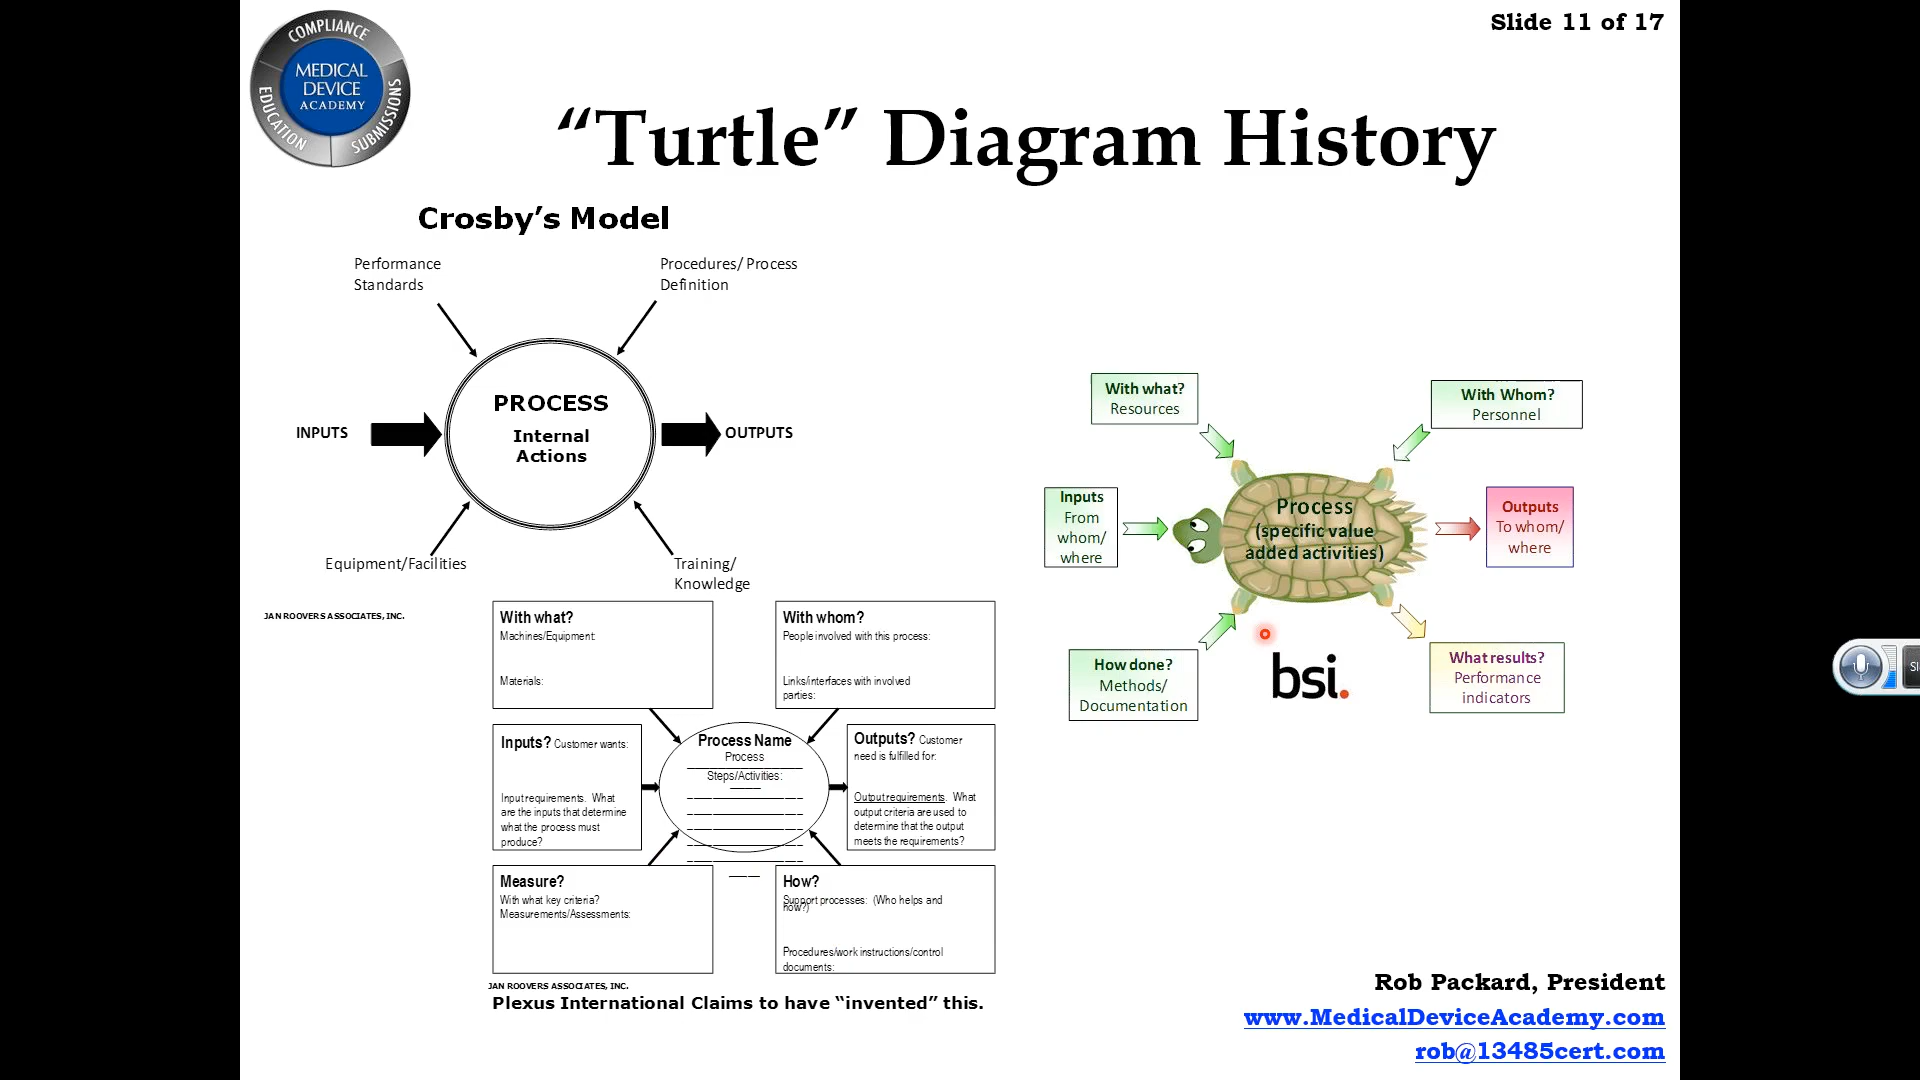 Slide 11 of 17
COMPLIANCE
EDUCATION
SUBMISSIONS
MEDICAL
DEVICE
ACADEMY
“Turtle” Diagram History
Crosby’s Model
Performance
Standards
Procedures/ Process
Definition
PROCESS
Internal
Actions
INPUTS
OUTPUTS
Equipment/Facilities
Training/
Knowledge
JAN ROOVERS ASSOCIATES, INC.
With what?
Machines/Equipment:
Materials:
With whom?
People involved with this process:
Links/interfaces with involved
parties:
Inputs? Customer wants:
Input requirements. What
are the inputs that determine
what the process must
produce?
Process Name
Process
Steps/Activities:
Outputs? Customer
need is fulfilled for:
Output requirements. What
output criteria are used to
determine that the output
meets the requirements?
Measure?
With what key criteria?
Measurements/Assessments:
How?
Support processes: (Who helps and
how?)
Procedures/work instructions/control
documents:
JAN ROOVERS ASSOCIATES, INC.
Plexus International Claims to have “invented” this.
With what?
Resources
With Whom?
Personnel
Inputs
From
whom/
where
Process
(specific value
added activities)
Outputs
To whom/
where
How done?
Methods/
Documentation
bsi.
What results?
Performance
indicators
Rob Packard, President
www.MedicalDeviceAcademy.com
rob@13485cert.com